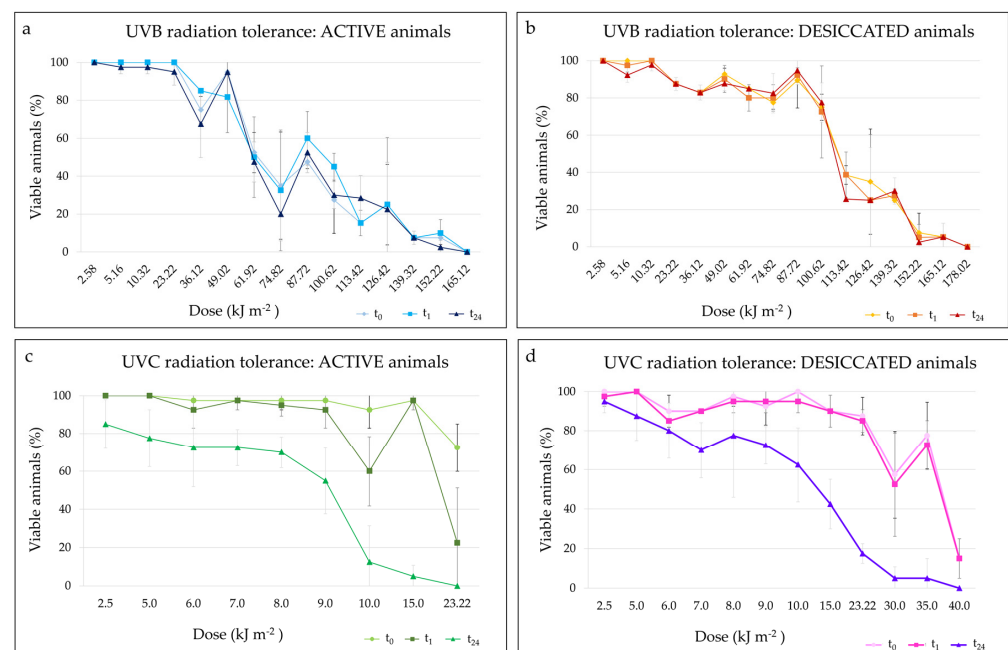 a
UVB radiation tolerance: ACTIVE animals
Viable animals (%)
100
80
60
40
20
0
2.58 5.16 10.32 23.22 36.12 49.02 61.92 74.82 87.72 100.62 113.42 126.42 139.32 152.22 165.12
Dose (kJ m-2 )
t0 t1 t24
b
UVB radiation tolerance: DESICCATED animals
Viable animals (%)
100
80
60
40
20
0
2.58 5.16 10.32 23.22 36.12 49.02 61.92 74.82 87.72 100.62 113.42 126.42 139.32 152.22 165.12 178.02
Dose (kJ m-2 )
t0 t1 t24
c
UVC radiation tolerance: ACTIVE animals
Viable animals (%)
100
80
60
40
20
0
2.5 5.0 6.0 7.0 8.0 9.0 10.0 15.0 23.22
Dose (kJ m-2 )
t0 t1 t24
d
UVC radiation tolerance: DESICCATED animals
Viable animals (%)
100
80
60
40
20
0
2.5 5.0 6.0 7.0 8.0 9.0 10.0 15.0 23.22 30.0 35.0 40.0
Dose (kJ m-2 )
t0 t1 t24